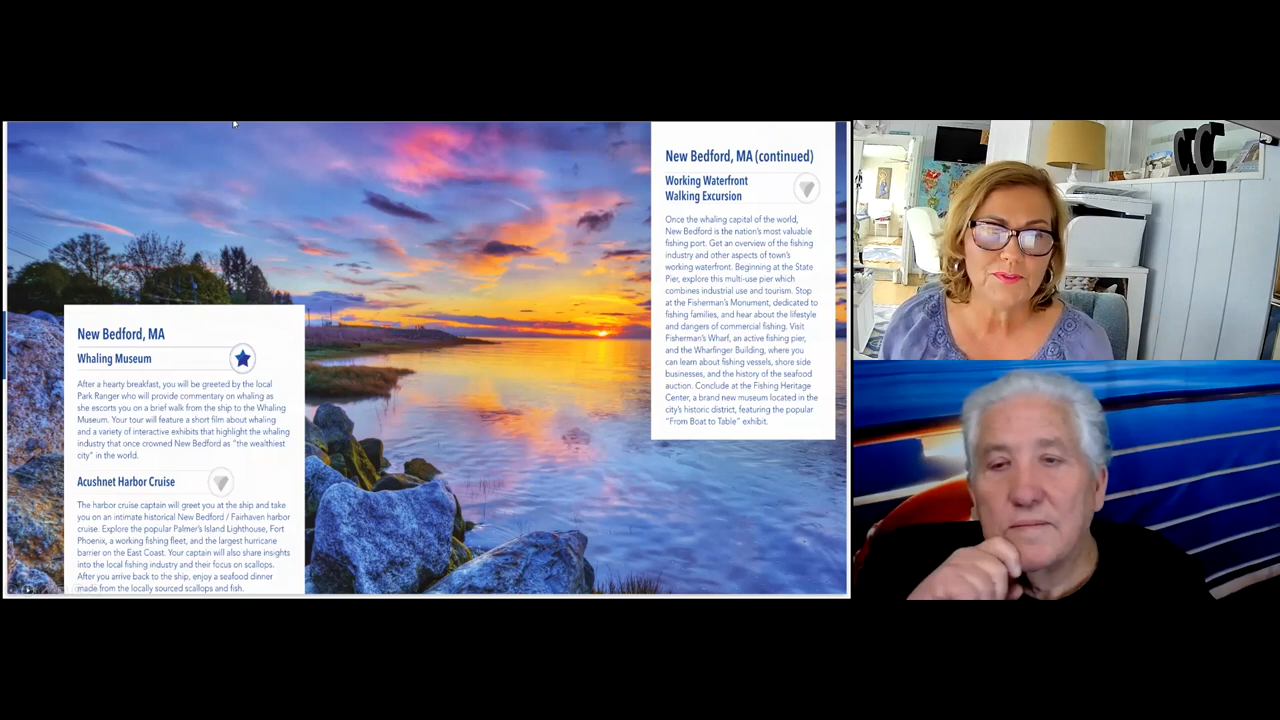 New Bedford, MA
Whaling Museum
After a hearty breakfast, you will be greeted by the local
Park Ranger who will provide commentary on whaling as
she escorts you on a brief walk from the ship to the Whaling
Museum. Your tour will feature a short film about whaling
and a variety of interactive exhibits that highlight the whaling
industry that once crowned New Bedford as “the wealthiest
city” in the world.
Acushnet Harbor Cruise
The harbor cruise captain will greet you at the ship and take
you on an intimate historical New Bedford / Fairhaven harbor
cruise. Explore the popular Palmer’s Island Lighthouse, Fort
Phoenix, a working fishing fleet, and the largest hurricane
barrier on the East Coast. Your captain will also share insights
into the local fishing industry and their focus on scallops.
After you arrive back to the ship, enjoy a seafood dinner
made from the locally sourced scallops and fish.
New Bedford, MA (continued)
Working Waterfront
Walking Excursion
Once the whaling capital of the world,
New Bedford is the nation’s most valuable
fishing port. Get an overview of the fishing
industry and other aspects of town’s
working waterfront. Beginning at the State
Pier, explore this multi-use pier which
combines industrial use and tourism. Stop
at the Fisherman’s Monument, dedicated to
fishing families, and hear about the lifestyle
and dangers of commercial fishing. Visit
Fisherman’s Wharf, an active fishing pier,
and the Wharfinger Building, where you
can learn about fishing vessels, shore side
businesses, and the history of the seafood
auction. Conclude at the Fishing Heritage
Center, a brand new museum located in the
city’s historic district, featuring the popular
“From Boat to Table” exhibit.
CC